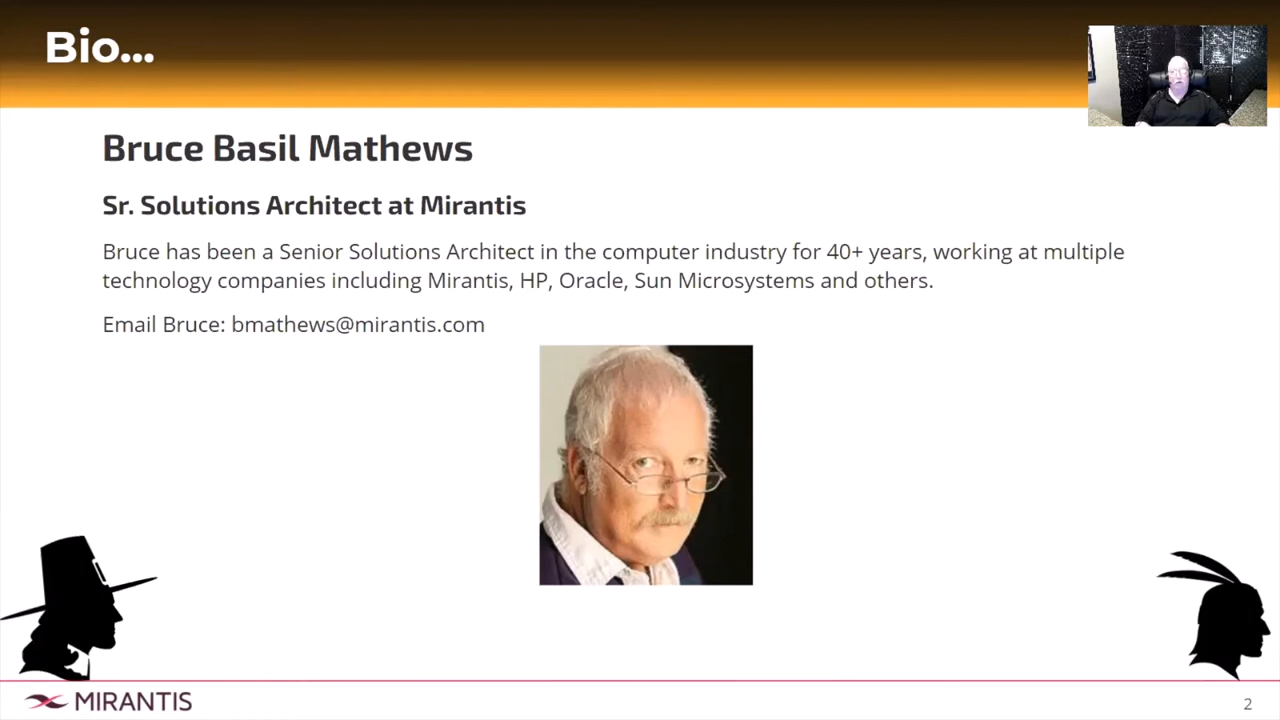 Bio...
Bruce Basil Mathews
Sr. Solutions Architect at Mirantis
Bruce has been a Senior Solutions Architect in the computer industry for 40+ years, working at multiple
technology companies including Mirantis, HP, Oracle, Sun Microsystems and others.
Email Bruce: bmathews@mirantis.com
MIRANTIS
2